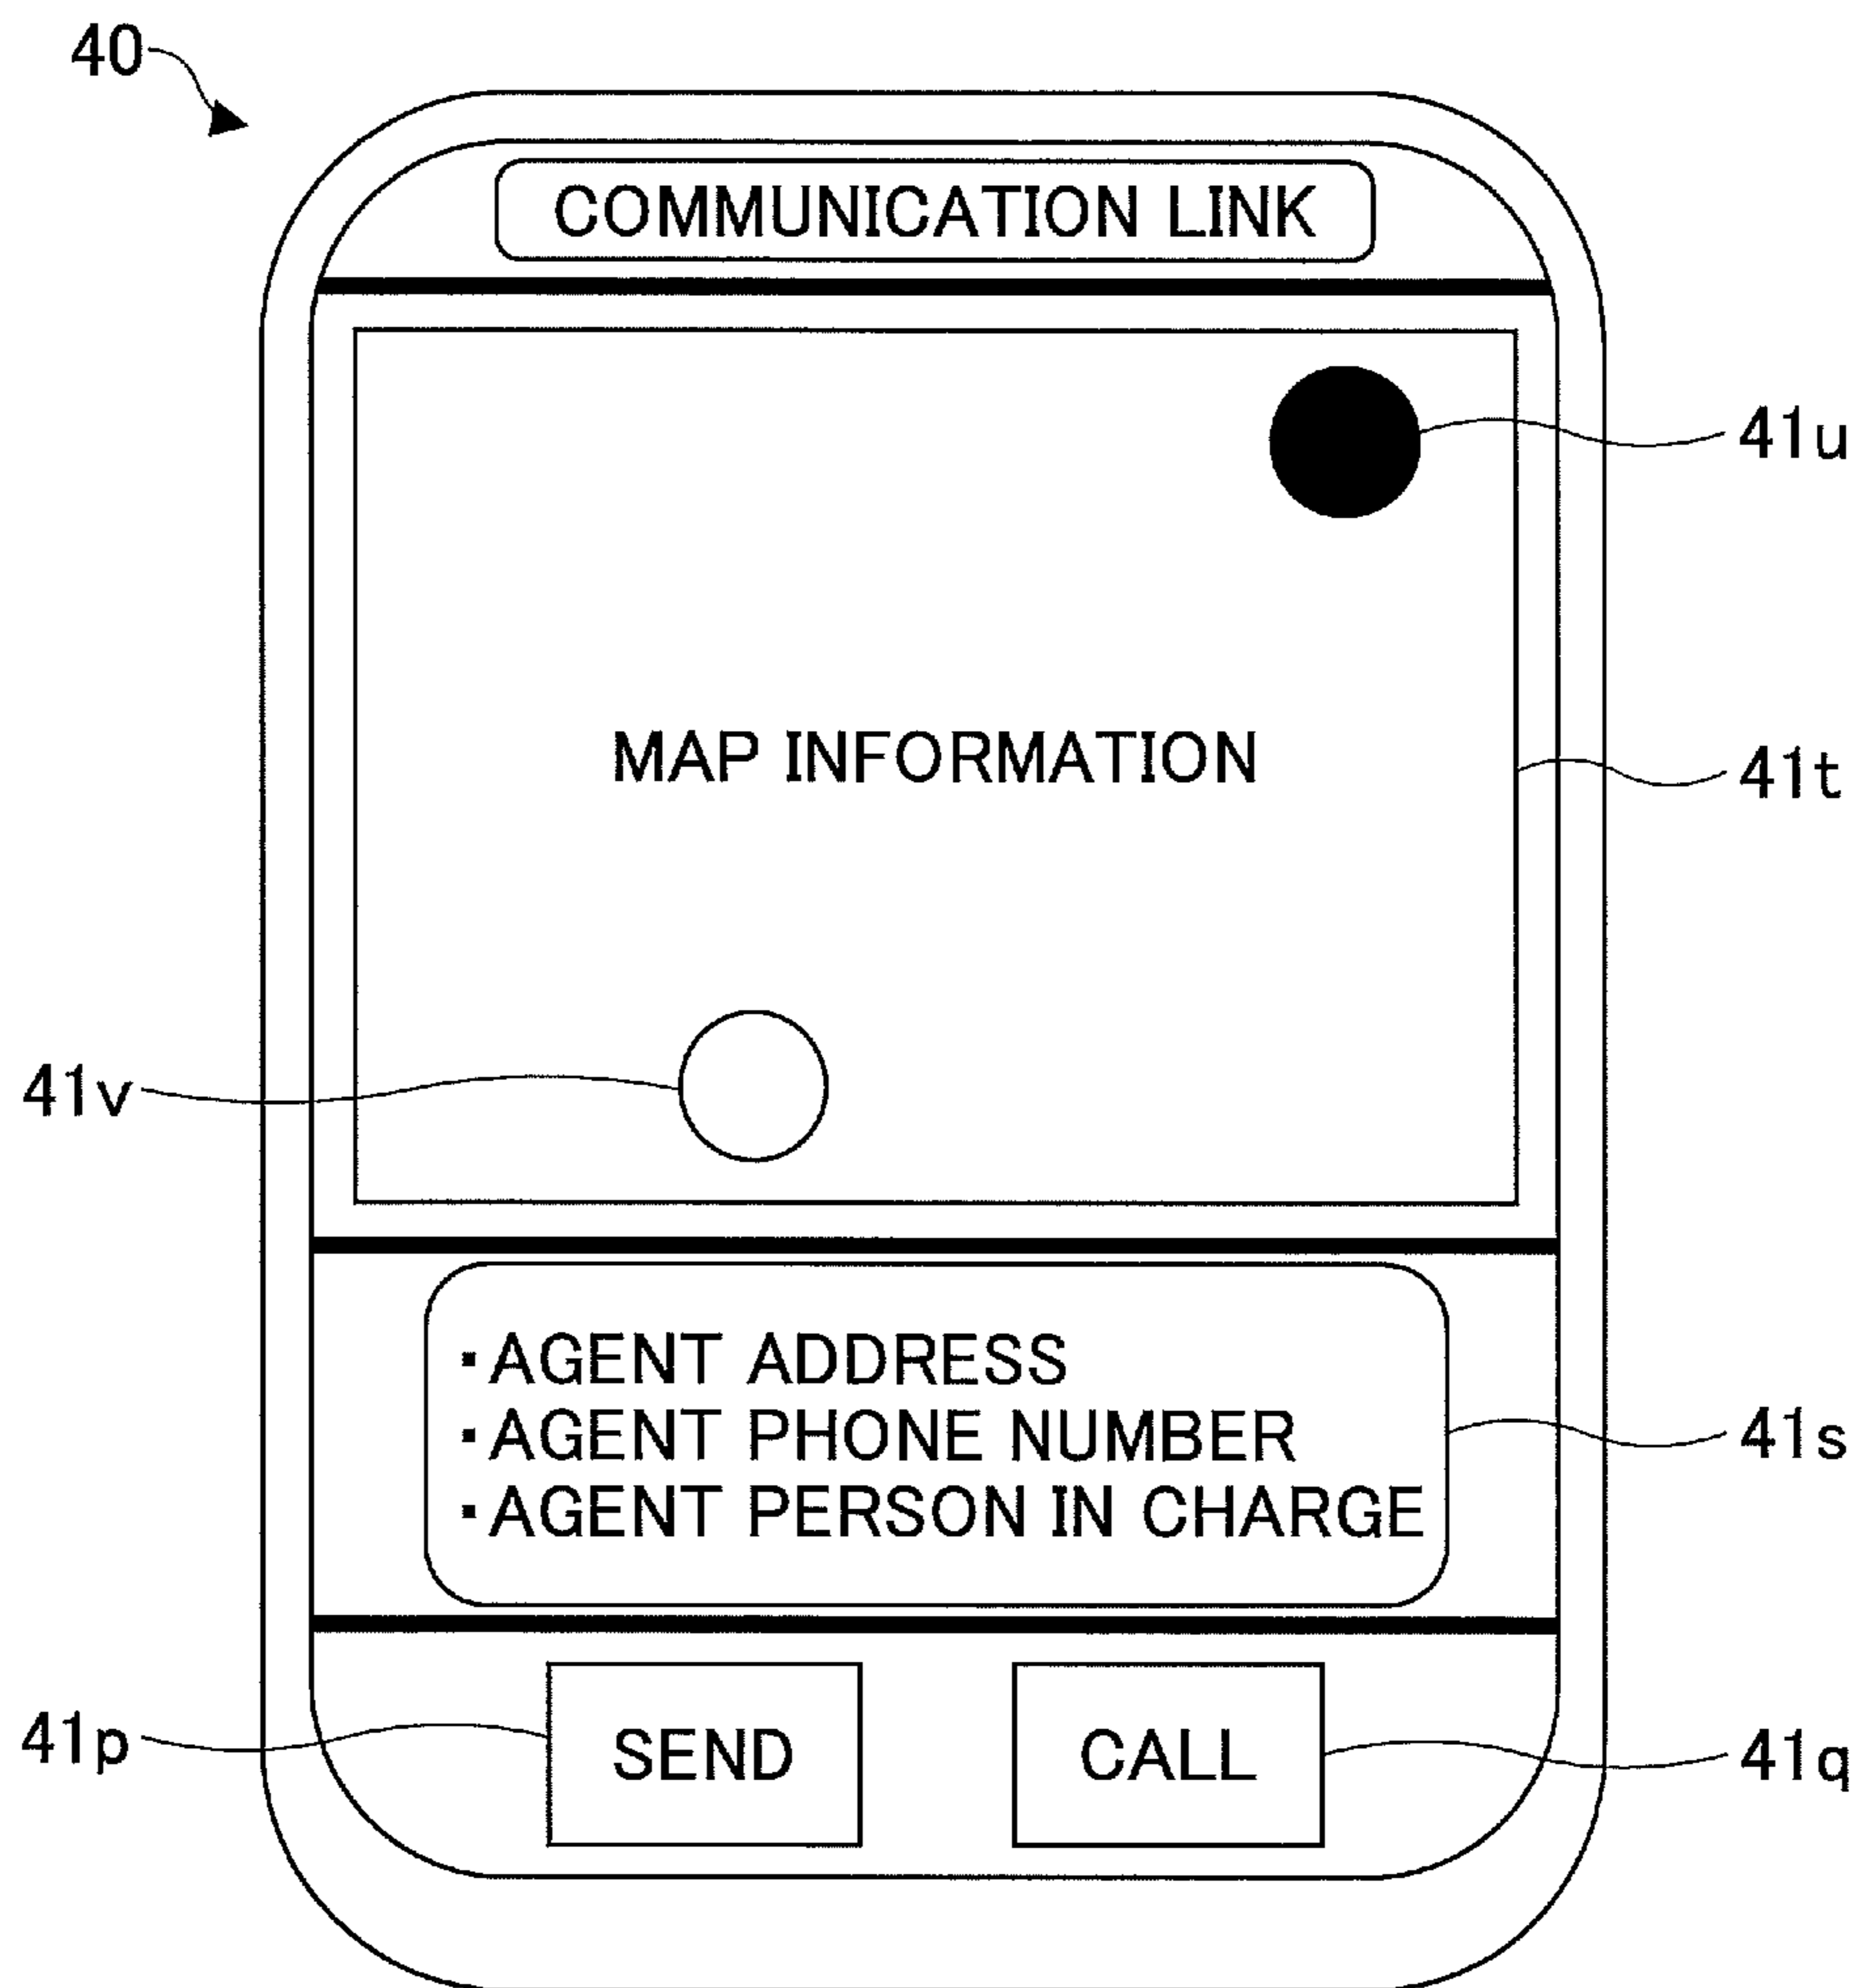 40
COMMUNICATION LINK
41u
MAP INFORMATION
41t
41v
▪AGENT ADDRESS
▪AGENT PHONE NUMBER
▪AGENT PERSON IN CHARGE
41s
41p
SEND
CALL
41q